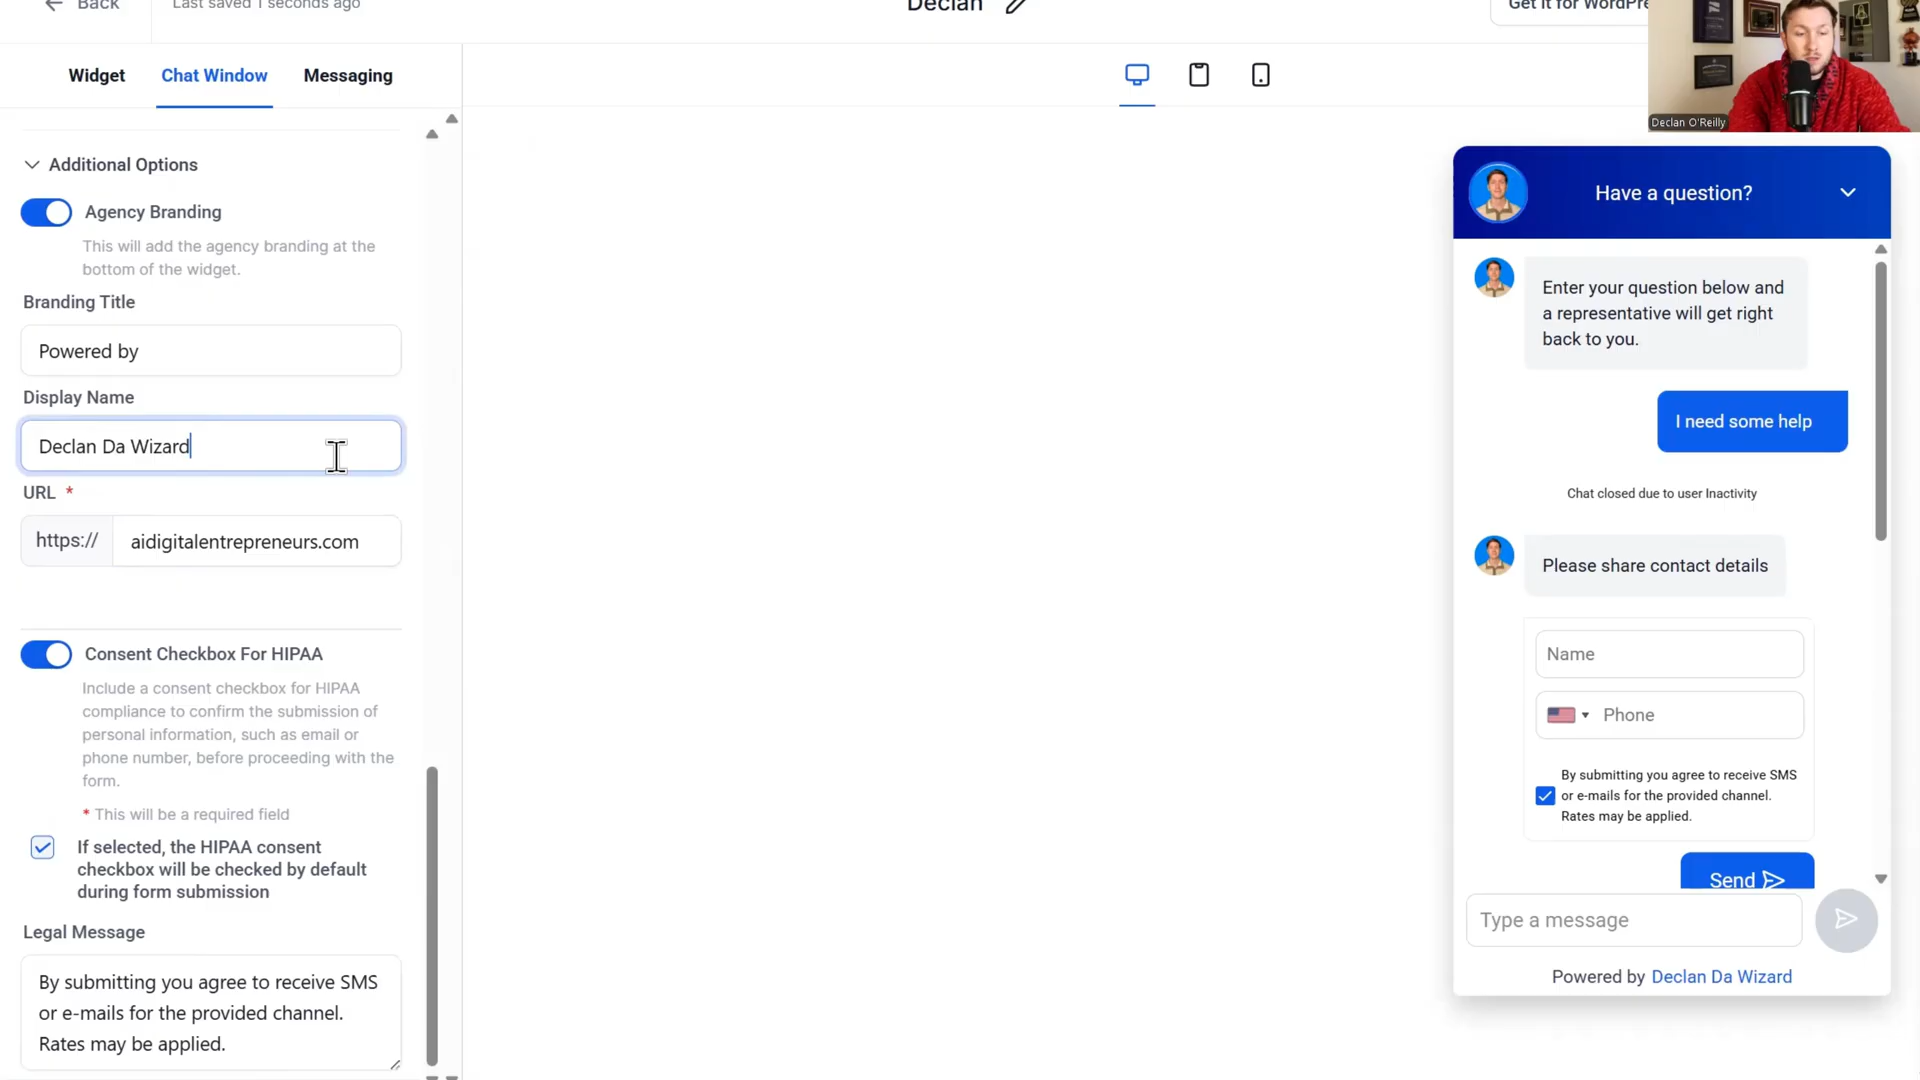 Back
Last saved 1 seconds ago
Declan
Get it for WordPre
Declan O'Reilly
Widget
Chat Window
Messaging
Additional Options
Agency Branding
This will add the agency branding at the
bottom of the widget.
Branding Title
Powered by
Display Name
Declan Da Wizard
URL *
https://
aidigitalentrepreneurs.com
Consent Checkbox For HIPAA
Include a consent checkbox for HIPAA
compliance to confirm the submission of
personal information, such as email or
phone number, before proceeding with the
form.
* This will be a required field
If selected, the HIPAA consent
checkbox will be checked by default
during form submission
Legal Message
By submitting you agree to receive SMS
or e-mails for the provided channel.
Rates may be applied.
Have a question?
Enter your question below and
a representative will get right
back to you.
I need some help
Chat closed due to user Inactivity
Please share contact details
Name
Phone
By submitting you agree to receive SMS
or e-mails for the provided channel.
Rates may be applied.
Send
Type a message
Powered by Declan Da Wizard